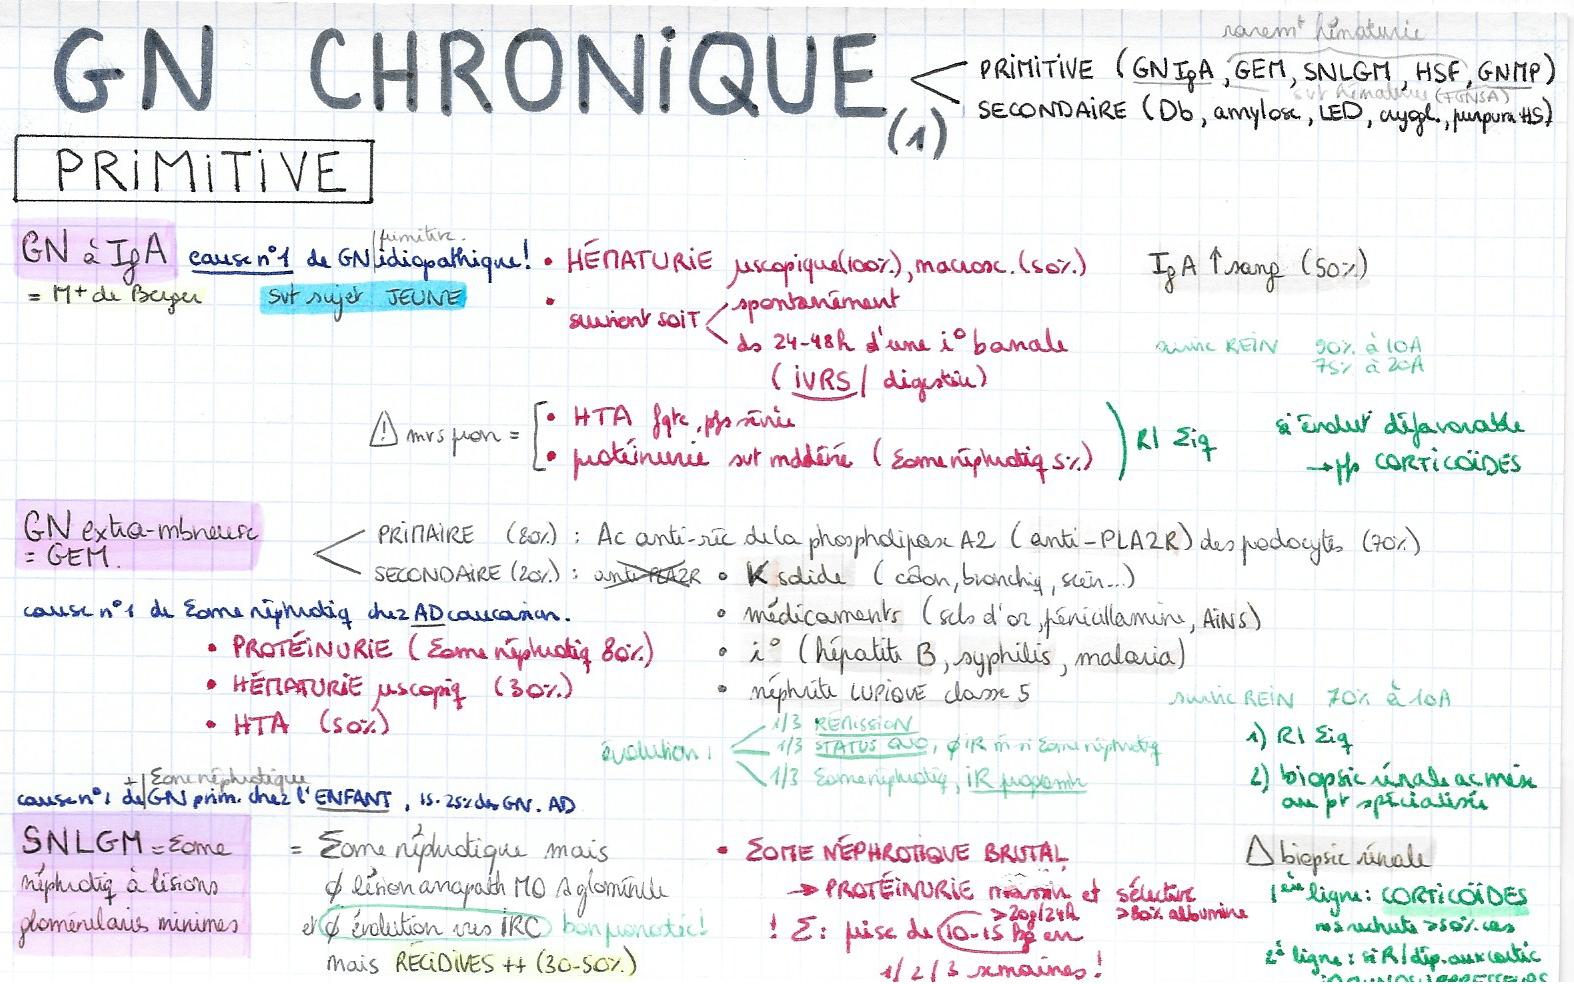 GN CHRONIQUE (1)
rarem^t hématurie
PRIMITIVE (GN IgA, GEM, SNLGM, HSF, GNMP)
svt hématurie
SECONDAIRE (Db, amylose, LED, cryogl., purpura HS)
PRIMITIVE
GN à IgA
= M+ de Berger
primitive.
cause n°1 de GN idiopathique!
svt sujet JEUNE
• HÉMATURIE µscopique (100%), macrosc. (50%)
• survient soit
spontanément
ds 24-48h d'une i° banale
(iVRS / digestive)
IgA ↑ sang (50%)
survie REIN 90% à 10A
75% à 20A
⚠ mvs pron =
• HTA fqte, pfs sévère
• protéinurie svt modérée (Σome néphrotiq 5%)
RI Σiq
si évolut° défavorable
→ pfs CORTICOÏDES
GN extra-mbneuse
= GEM.
PRIMAIRE (80%) : Ac anti-réc de la phospholipase A2 (anti-PLA2R) des podocytes (70%)
SECONDAIRE (20%) : anti-PLA2R • K solide (côlon, bronchiq, sein...)
• médicaments (sels d'or, pénicillamine, AiNS)
• i° (hépatite B, syphilis, malaria)
• néphrite LUPIQUE classe 5
cause n°1 de Σome néphrotiq chez AD caucasien.
• PROTÉINURIE (Σome néphrotiq 80%)
• HÉMATURIE µscopiq (30%)
• HTA (50%)
évolution :
1/3 RÉMISSION
1/3 STATUS QUO, ∅ iR m si Σome néphrotiq
1/3 Σome néphrotiq, iR
survie REIN 70% à 10A
1) RI Σiq
2) biopsie rénale
+ Σome néphrotique
cause n°1 de GN prim. chez l'ENFANT, 15-25% des GN. AD
SNLGM = Σome
néphrotiq à lésions
glomérulaires minimes
= Σome néphrotique mais
∅ lésion anapath MO glomérule
et ∅ évolution vers IRC bon pronostic!
mais RÉCIDIVES ++ (30-50%)
• ΣOME NÉPHROTIQUE BRUTAL
→ PROTÉINURIE massive et sélective
>20g/24h >80% albumine
! Σ : prise de 10-15 kg en
1/2/3 semaines !
Δ biopsie rénale
1ère ligne : CORTICOÏDES
mais rechute >50% cas
2è ligne : si R/dép. aux cortic
IMMUNOSUPPRESSEURS